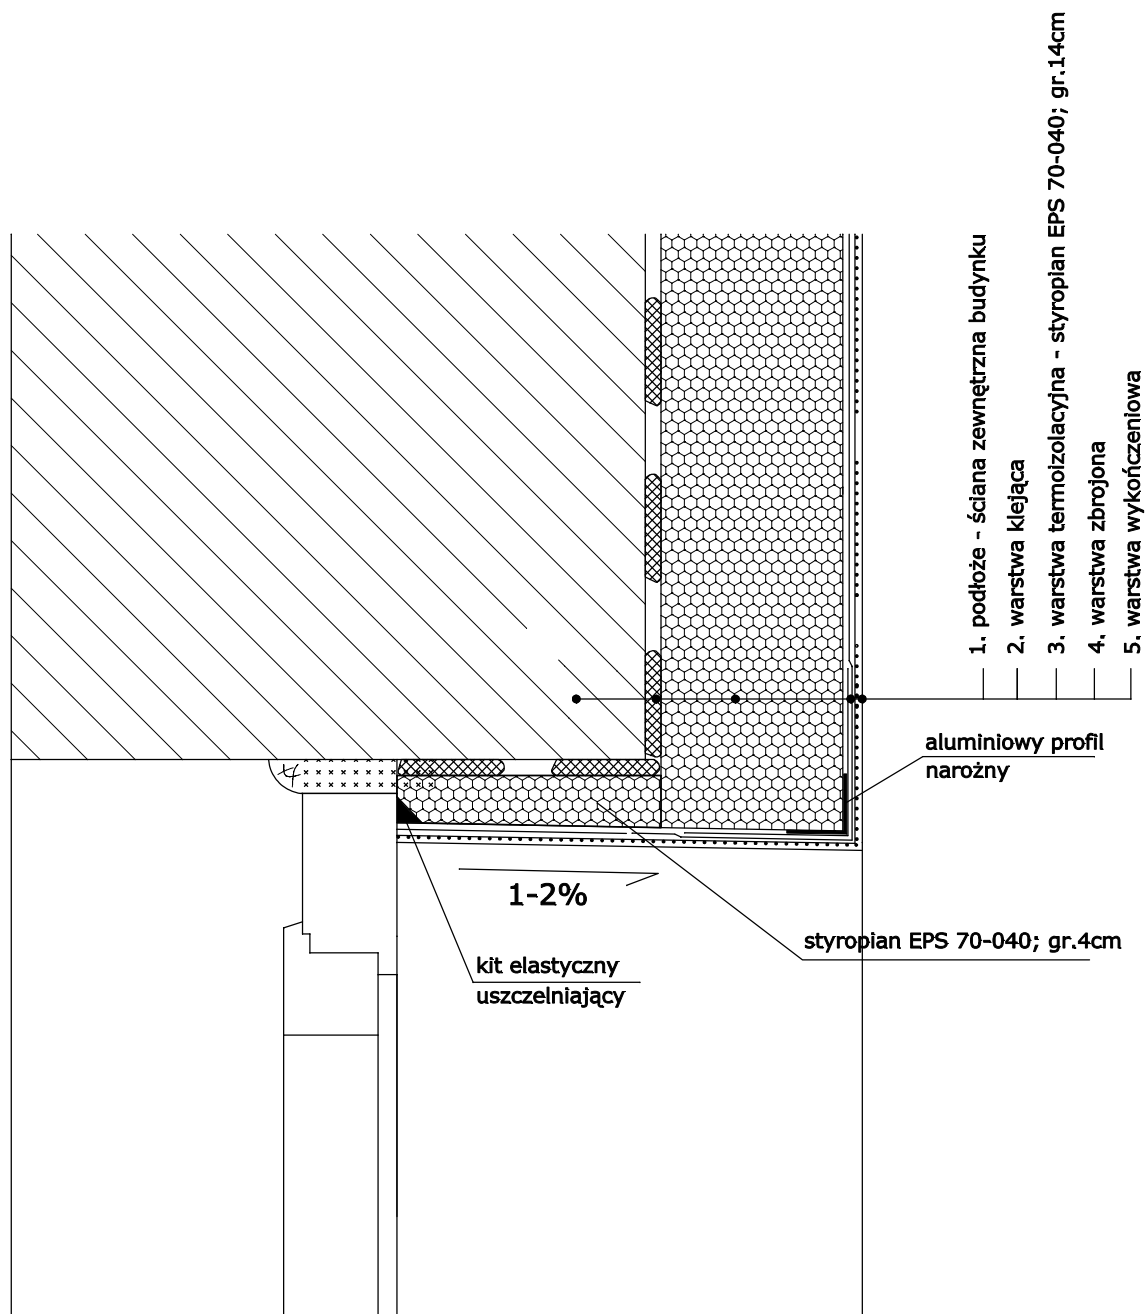 1. podłoże - ściana zewnętrzna budynku
2. warstwa klejąca
3. warstwa termoizolacyjna - styropian EPS 70-040; gr.14cm
4. warstwa zbrojona
5. warstwa wykończeniowa
aluminiowy profil
narożny
1-2%
styropian EPS 70-040; gr.4cm
kit elastyczny
uszczelniający